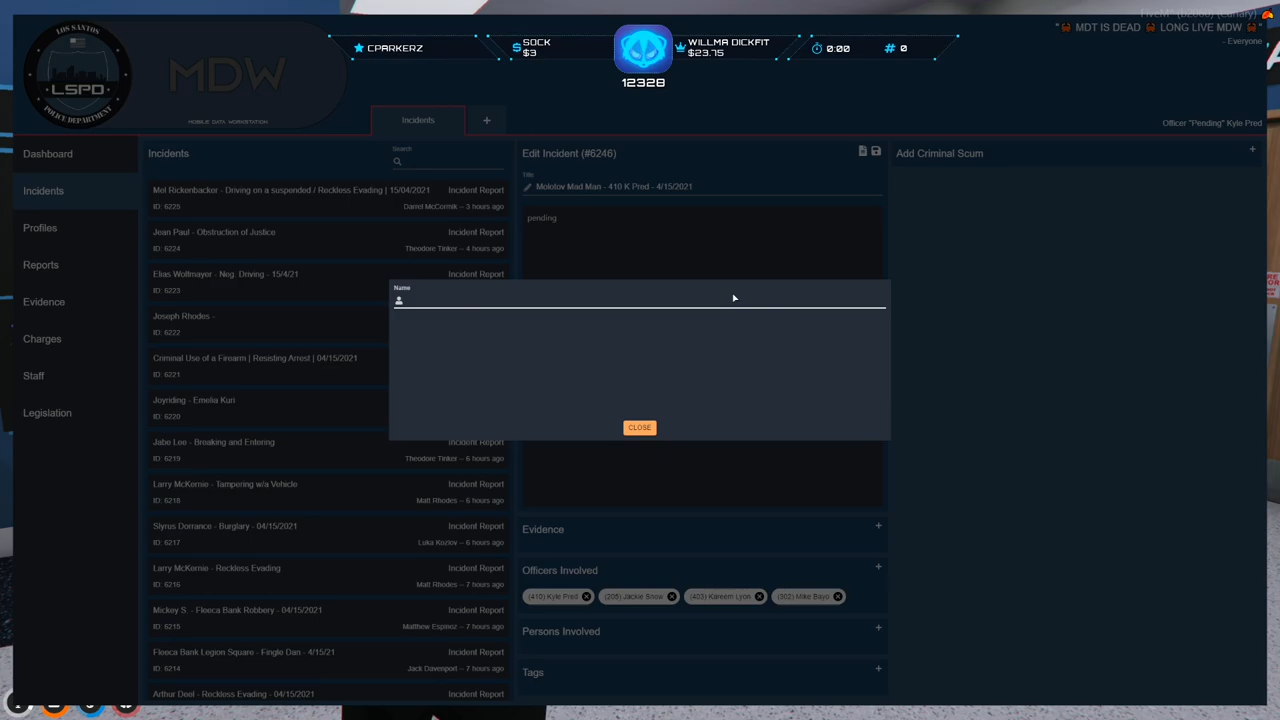 FiveM® (b2060) (Canary)
" MDT IS DEAD LONG LIVE MDW "
- Everyone
LOS SANTOS
LSPD
POLICE DEPARTMENT
MDW
MOBILE DATA WORKSTATION
CPARKERZ
SOCK
$3
12328
WILLMA DICKFIT
$23.75
0:00
# 0
Incidents
+
Officer "Pending" Kyle Pred
Dashboard
Incidents
Profiles
Reports
Evidence
Charges
Staff
Legislation
Incidents
Search
Mel Rickenbacker - Driving on a suspended / Reckless Evading | 15/04/2021 Incident Report
ID: 6225 Darrel McCormik -- 3 hours ago
Jean Paul - Obstruction of Justice Incident Report
ID: 6224 Theodore Tinker -- 4 hours ago
Elias Wolfmayer - Neg. Driving - 15/4/21 Incident Report
ID: 6223
Joseph Rhodes -
ID: 6222
Criminal Use of a Firearm | Resisting Arrest | 04/15/2021
ID: 6221
Joyriding - Emelia Kuri
ID: 6220
Jabe Lee - Breaking and Entering Incident Report
ID: 6219 Theodore Tinker -- 6 hours ago
Larry McKernie - Tampering w/a Vehicle Incident Report
ID: 6218 Matt Rhodes -- 6 hours ago
Slyrus Dorrance - Burglary - 04/15/2021 Incident Report
ID: 6217 Luka Kozlov -- 6 hours ago
Larry McKernie - Reckless Evading Incident Report
ID: 6216 Matt Rhodes -- 7 hours ago
Mickey S. - Fleeca Bank Robbery - 04/15/2021 Incident Report
ID: 6215 Matthew Espinoz -- 7 hours ago
Fleeca Bank Legion Square - Fingle Dan - 4/15/21 Incident Report
ID: 6214 Jack Davenport -- 7 hours ago
Arthur Deel - Reckless Evading - 04/15/2021 Incident Report
Edit Incident (#6246)
Title
Molotov Mad Man - 410 K Pred - 4/15/2021
pending
Name
CLOSE
Evidence +
Officers Involved +
(410) Kyle Pred (205) Jackie Snow (403) Kareem Lyon (302) Mike Bayo
Persons Involved +
Tags +
Add Criminal Scum +